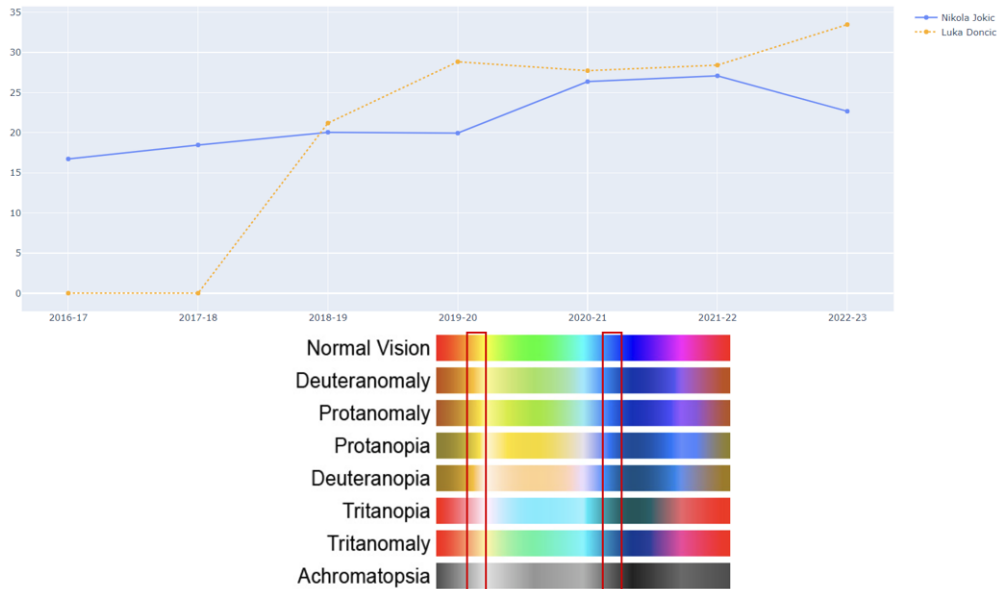 35
30
25
20
15
10
5
0
2016-17 2017-18 2018-19 2019-20 2020-21 2021-22 2022-23
Nikola Jokic
Luka Doncic
Normal Vision
Deuteranomaly
Protanomaly
Protanopia
Deuteranopia
Tritanopia
Tritanomaly
Achromatopsia